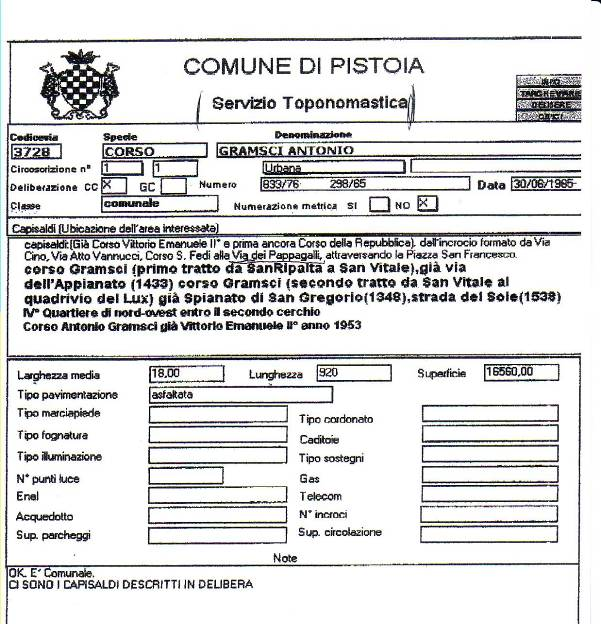 COMUNE DI PISTOIA
Servizio Toponomastica
TARGHE VARIE
DELIBERE
Codicevia Specie Denominazione
3728 CORSO GRAMSCI ANTONIO
Circoscrizione n° 1 1 Urbana
Deliberazione CC X GC Numero 833/76 298/65 Data 30/06/1985
Classe comunale Numerazione metrica SI NO X
Capisaldi (Ubicazione dell'area interessata)
capisaldi:(Già Corso Vittorio Emanuele II° e prima ancora Corso della Repubblica). dall'incrocio formato da Via
Cino, Via Atto Vannucci, Corso S. Fedi alla Via dei Pappagalli, attraversando la Piazza San Francesco.
corso Gramsci (primo tratto da SanRipalta a San Vitale),già via
dell'Appianato (1433) corso Gramsci (secondo tratto da San Vitale al
quadrivio del Lux) già Spianato di San Gregorio(1348),strada del Sole(1538)
IV° Quartiere di nord-ovest entro il secondo cerchio
Corso Antonio Gramsci già Vittorio Emanuele II° anno 1953
Larghezza media 18,00 Lunghezza 920 Superficie 16560,00
Tipo pavimentazione asfaltata
Tipo marciapiede Tipo cordonato
Tipo fognatura Caditoie
Tipo illuminazione Tipo sostegni
N° punti luce Gas
Enel Telecom
Acquedotto N° incroci
Sup. parcheggi Sup. circolazione
Note
OK. E' Comunale.
CI SONO I CAPISALDI DESCRITTI IN DELIBERA